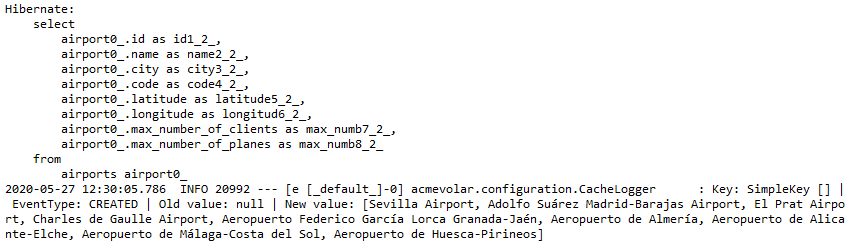 Hibernate:
    select
        airport0_.id as id1_2_,
        airport0_.name as name2_2_,
        airport0_.city as city3_2_,
        airport0_.code as code4_2_,
        airport0_.latitude as latitude5_2_,
        airport0_.longitude as longitud6_2_,
        airport0_.max_number_of_clients as max_numb7_2_,
        airport0_.max_number_of_planes as max_numb8_2_
    from
        airports airport0_
2020-05-27 12:30:05.786  INFO 20992 --- [e [_default_]-0] acmevolar.configuration.CacheLogger      : Key: SimpleKey [] |
 EventType: CREATED | Old value: null | New value: [Sevilla Airport, Adolfo Suárez Madrid-Barajas Airport, El Prat Airpo
rt, Charles de Gaulle Airport, Aeropuerto Federico García Lorca Granada-Jaén, Aeropuerto de Almería, Aeropuerto de Alica
nte-Elche, Aeropuerto de Málaga-Costa del Sol, Aeropuerto de Huesca-Pirineos]